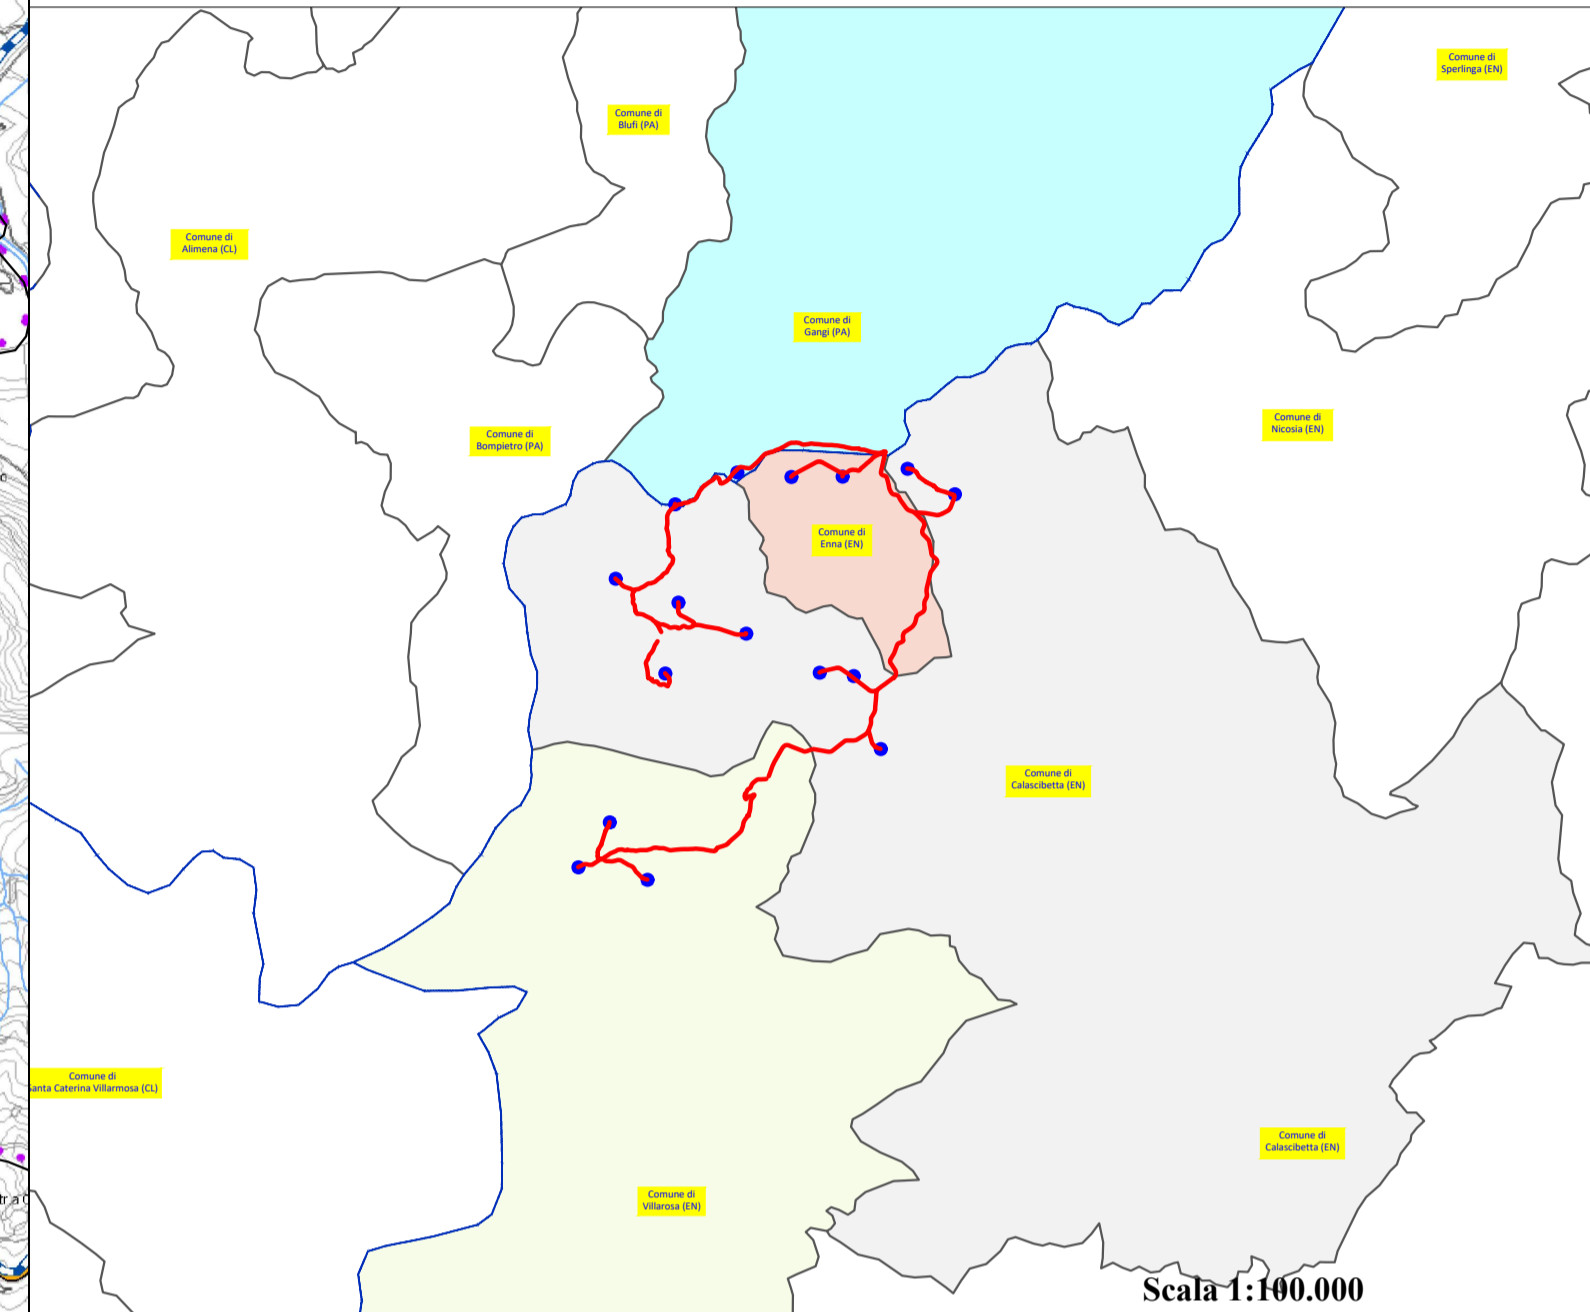 Comune di
Sperlinga (EN)
Comune di
Blufi (PA)
Comune di
Alimena (CL)
Comune di
Gangi (PA)
Comune di
Nicosia (EN)
Comune di
Bompietro (PA)
Comune di
Enna (EN)
Comune di
Calascibetta (EN)
Comune di
Santa Caterina Villarmosa (CL)
Comune di
Calascibetta (EN)
Comune di
Villarosa (EN)
Scala 1:100.000